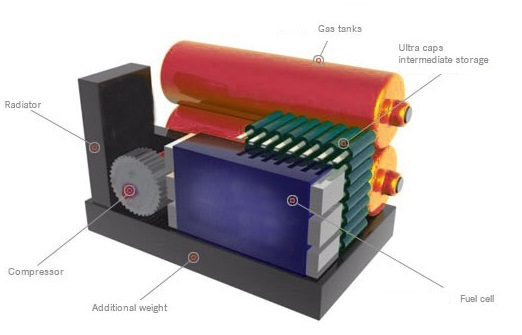 Gas tanks
Ultra caps
intermediate storage
Radiator
Compressor
Additional weight
Fuel cell